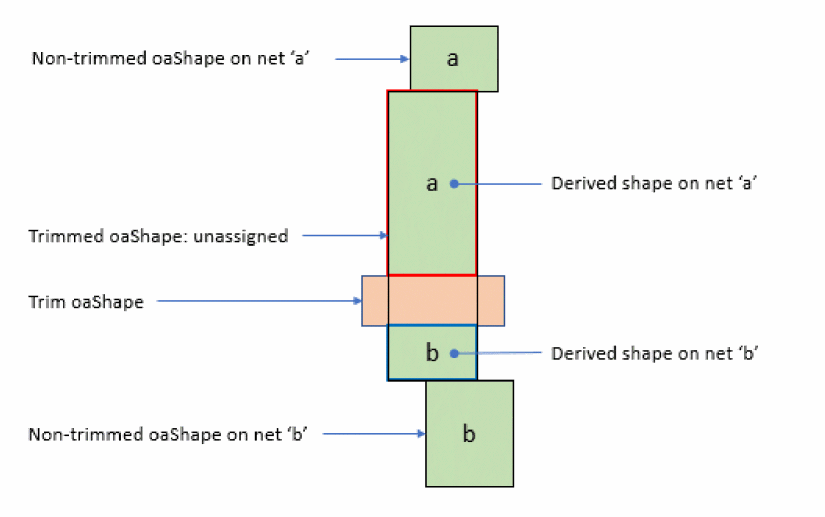 Non-trimmed oaShape on net ‘a’
a
a
Derived shape on net ‘a’
Trimmed oaShape: unassigned
Trim oaShape
b
Derived shape on net ‘b’
Non-trimmed oaShape on net ‘b’
b